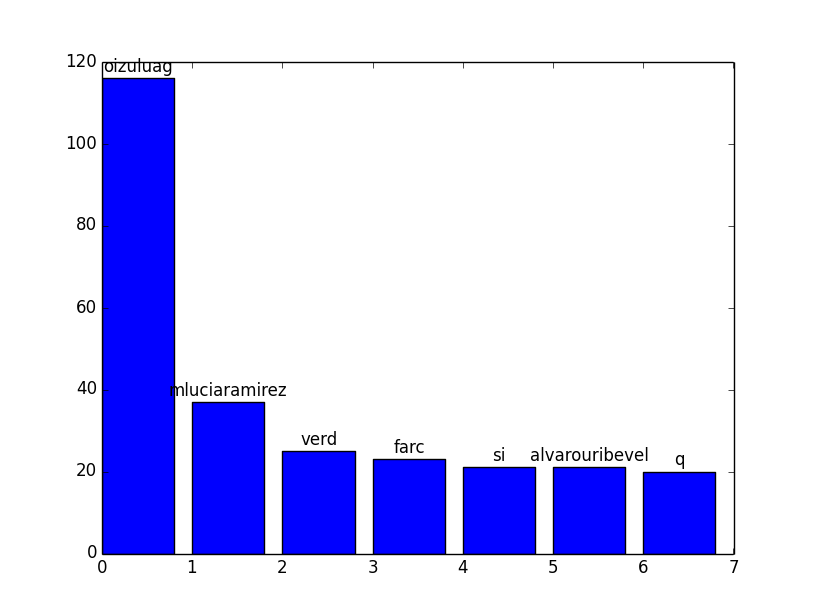 120
oizuluag
100
80
60
40
mluciaramirez
verd
farc
si
alvarouribevel
q
20
0
0 1 2 3 4 5 6 7